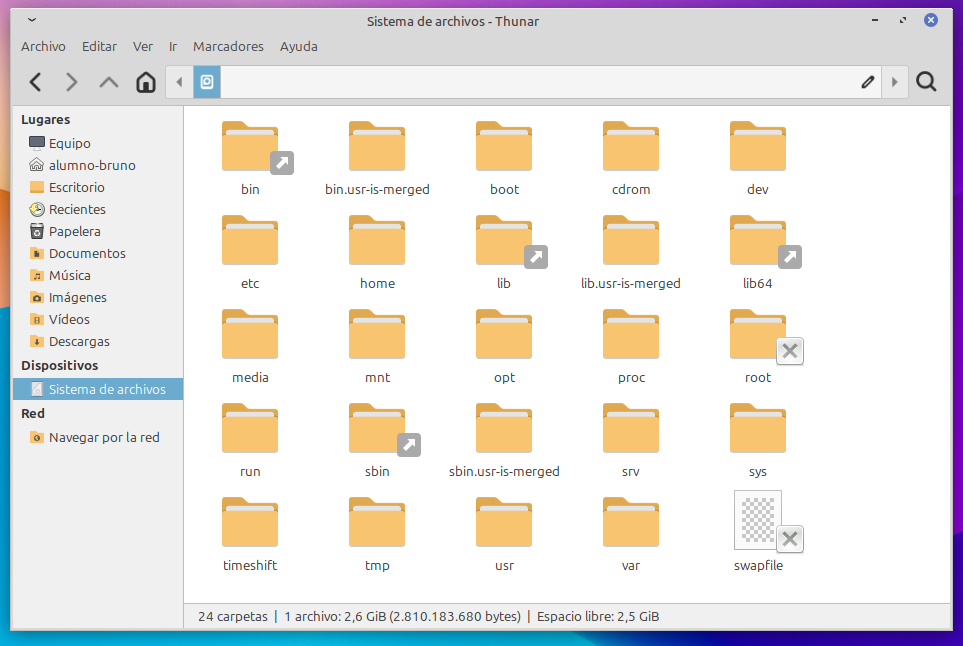 Sistema de archivos - Thunar
Archivo Editar Ver Ir Marcadores Ayuda
Lugares
Equipo
alumno-bruno
Escritorio
Recientes
Papelera
Documentos
Música
Imágenes
Vídeos
Descargas
Dispositivos
Sistema de archivos
Red
Navegar por la red
bin bin.usr-is-merged boot cdrom dev
etc home lib lib.usr-is-merged lib64
media mnt opt proc root
run sbin sbin.usr-is-merged srv sys
timeshift tmp usr var swapfile
24 carpetas | 1 archivo: 2,6 GiB (2.810.183.680 bytes) | Espacio libre: 2,5 GiB